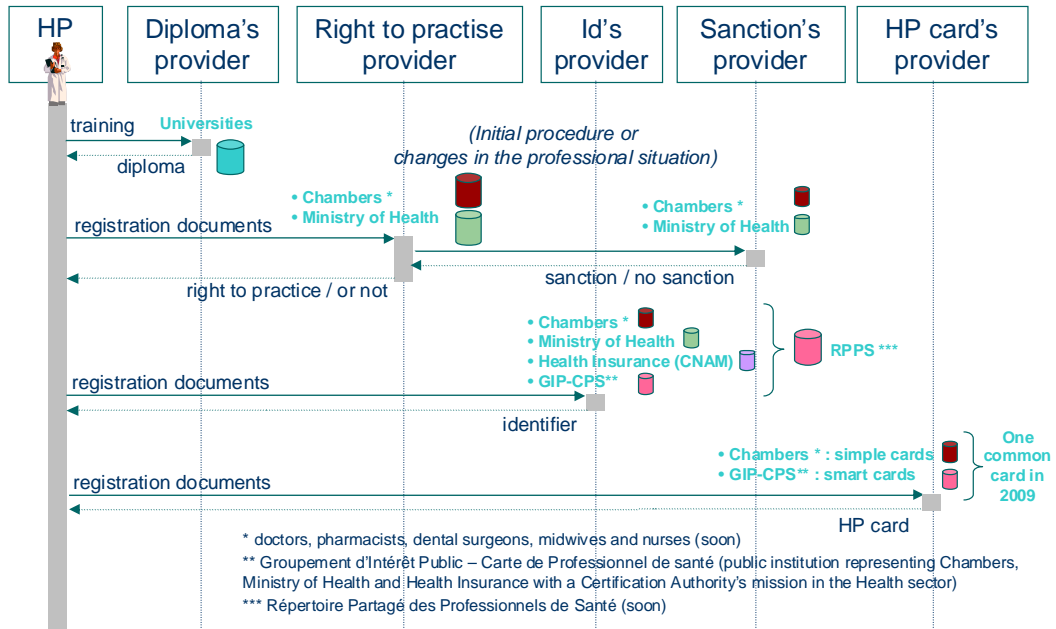 HP
Diploma's
provider
Right to practise
provider
Id's
provider
Sanction's
provider
HP card's
provider
training
Universities
diploma
(Initial procedure or
changes in the professional situation)
• Chambers *
• Ministry of Health
• Chambers *
• Ministry of Health
registration documents
sanction / no sanction
right to practice / or not
• Chambers *
• Ministry of Health
• Health Insurance (CNAM)
• GIP-CPS**
RPPS ***
registration documents
identifier
• Chambers * : simple cards
• GIP-CPS** : smart cards
One
common
card in
2009
registration documents
HP card
* doctors, pharmacists, dental surgeons, midwives and nurses (soon)
** Groupement d'Intérêt Public – Carte de Professionnel de santé (public institution representing Chambers,
Ministry of Health and Health Insurance with a Certification Authority's mission in the Health sector)
*** Répertoire Partagé des Professionnels de Santé (soon)